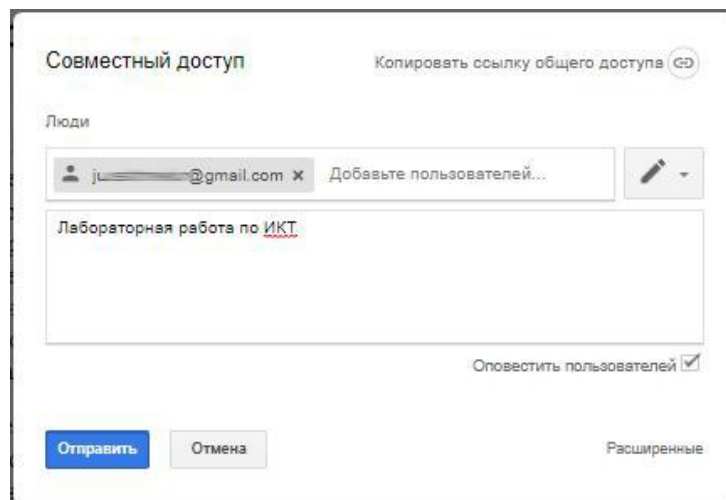 Совместный доступ
Копировать ссылку общего доступа
Люди
@gmail.com × Добавьте пользователей...
Лабораторная работа по ИКТ
Оповестить пользователей
Отправить Отмена Расширенные